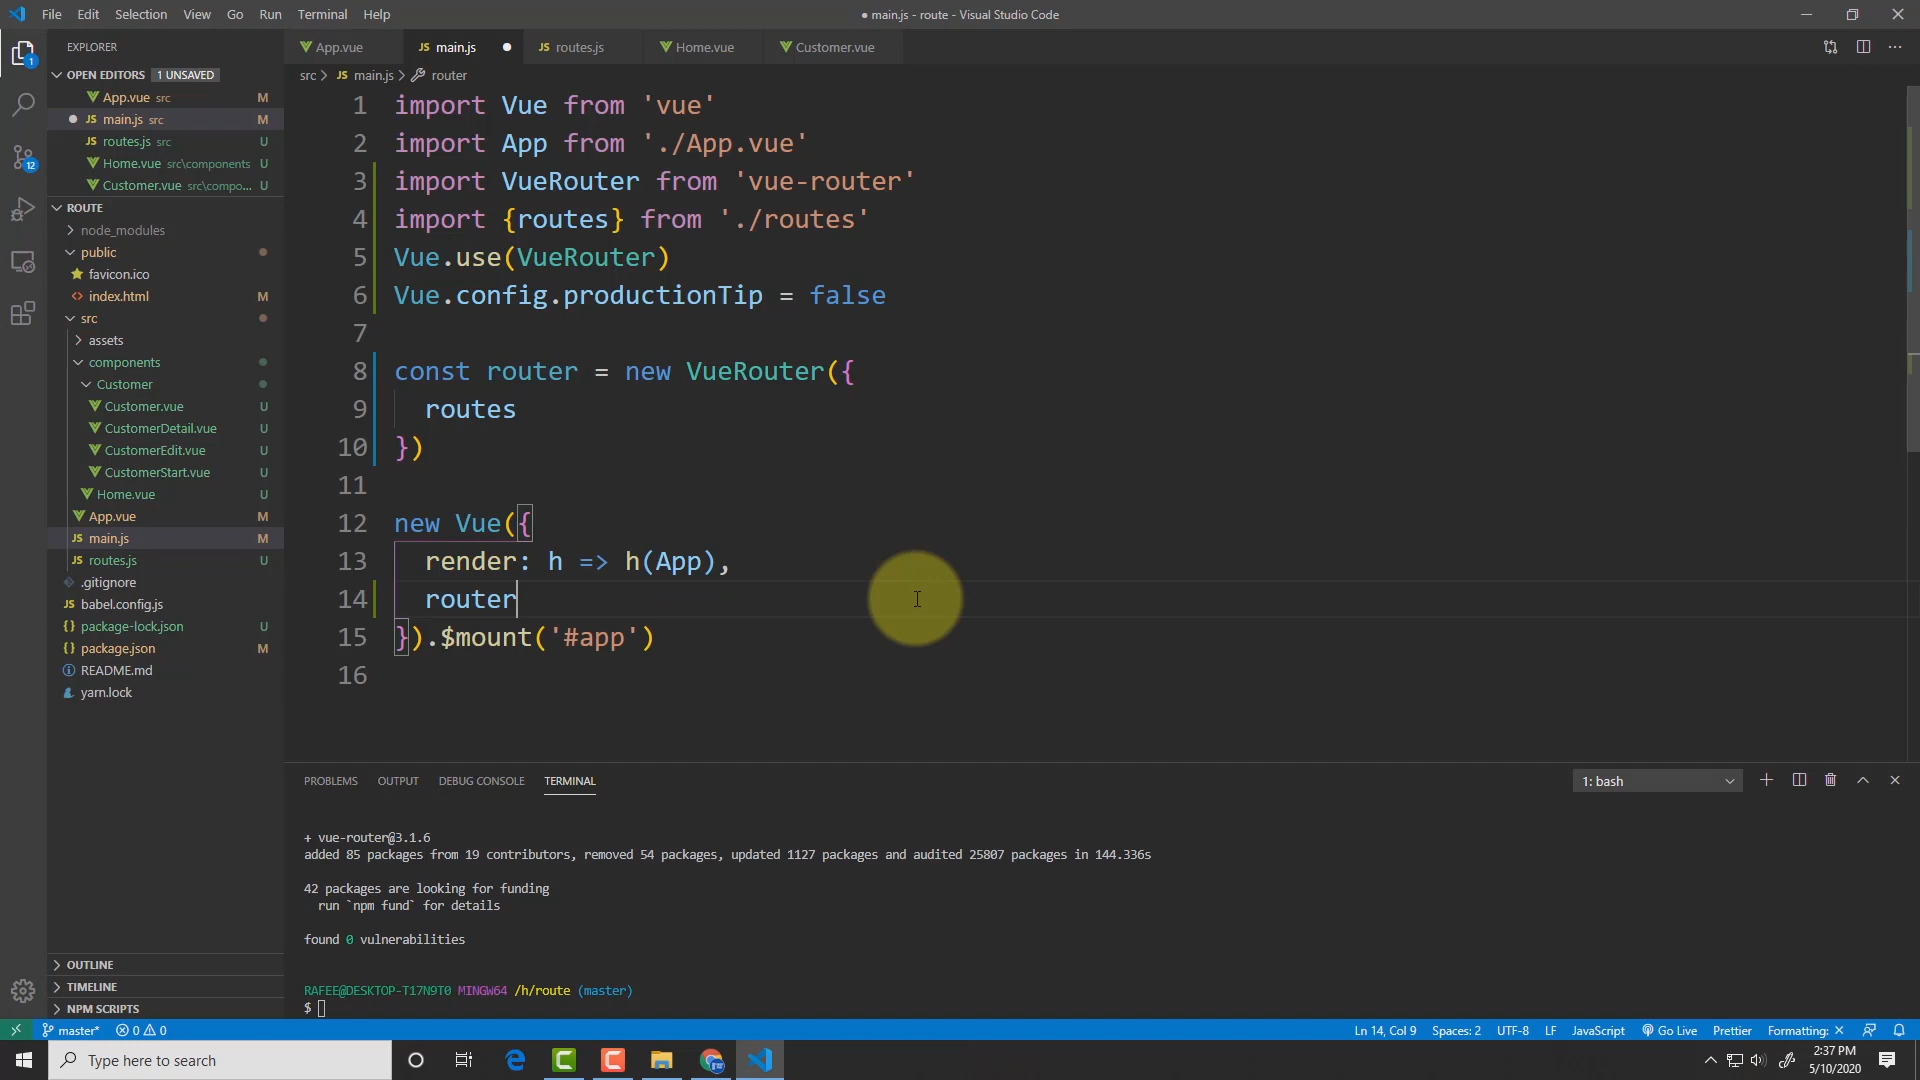 File Edit Selection View Go Run Terminal Help
● main.js - route - Visual Studio Code
EXPLORER
OPEN EDITORS 1 UNSAVED
App.vue src M
main.js src M
routes.js src U
Home.vue src\components U
Customer.vue src\compo... U
ROUTE
node_modules
public
favicon.ico
index.html M
src
assets
components
Customer
Customer.vue U
CustomerDetail.vue U
CustomerEdit.vue U
CustomerStart.vue U
Home.vue U
App.vue M
main.js M
routes.js U
.gitignore
babel.config.js
package-lock.json U
package.json M
README.md
yarn.lock
OUTLINE
TIMELINE
NPM SCRIPTS
1
12
App.vue
JS main.js
JS routes.js
Home.vue
Customer.vue
src > JS main.js > router
1 import Vue from 'vue'
2 import App from './App.vue'
3 import VueRouter from 'vue-router'
4 import {routes} from './routes'
5 Vue.use(VueRouter)
6 Vue.config.productionTip = false
7
8 const router = new VueRouter({
9 routes
10 })
11
12 new Vue({
13 render: h => h(App),
14 router
15 }).$mount('#app')
16
PROBLEMS OUTPUT DEBUG CONSOLE TERMINAL
1: bash
+ vue-router@3.1.6
added 85 packages from 19 contributors, removed 54 packages, updated 1127 packages and audited 25807 packages in 144.336s
42 packages are looking for funding
run `npm fund` for details
found 0 vulnerabilities
RAFEE@DESKTOP-T17N9T0 MINGW64 /h/route (master)
$
master* 0 0
Ln 14, Col 9 Spaces: 2 UTF-8 LF JavaScript Go Live Prettier Formatting: ×
Type here to search
2:37 PM
5/10/2020